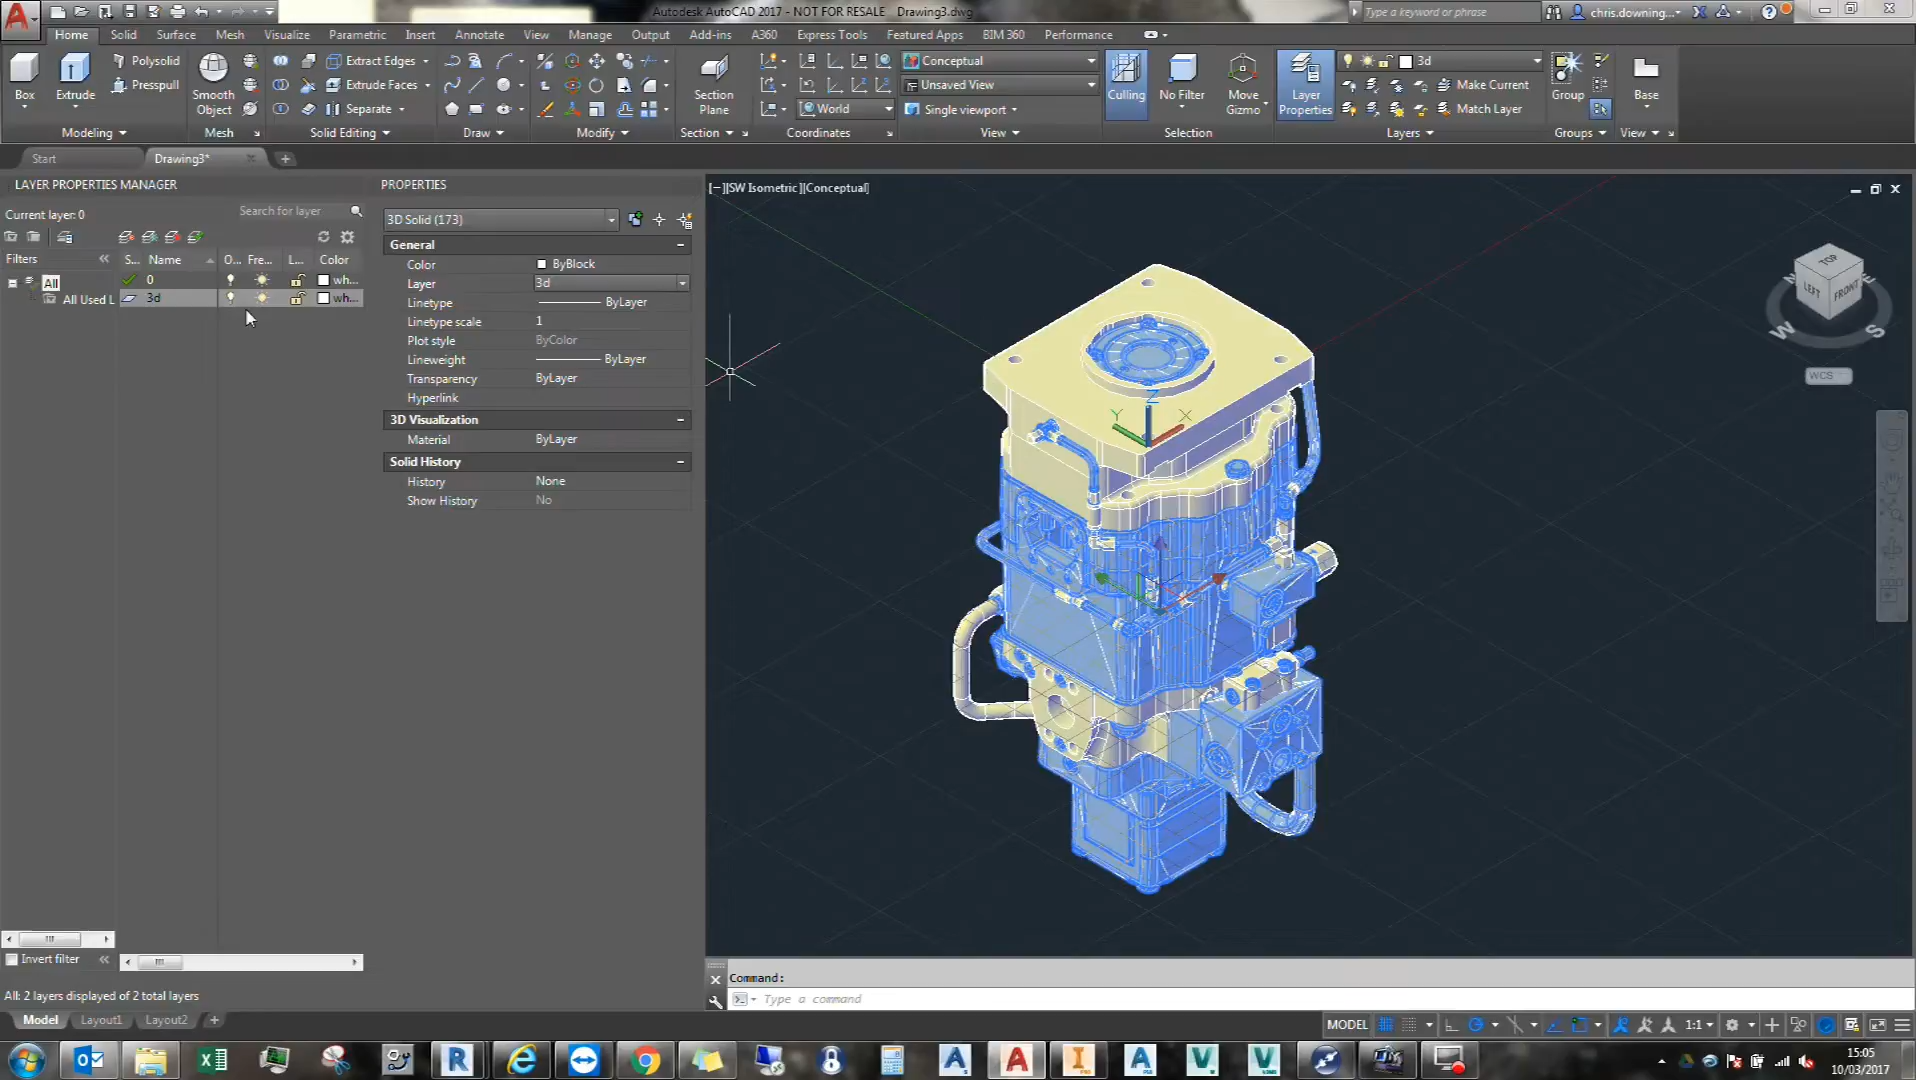 Autodesk AutoCAD 2017 - NOT FOR RESALE Drawing3.dwg
Type a keyword or phrase
chris.downing...
Home Solid Surface Mesh Visualize Parametric Insert Annotate View Manage Output Add-ins A360 Express Tools Featured Apps BIM 360 Performance
Box
Extrude
Polysolid
Presspull
Smooth Object
Extract Edges
Extrude Faces
Separate
Section Plane
World
Conceptual
Unsaved View
Single viewport
Culling
No Filter
Move Gizmo
Layer Properties
3d
Make Current
Match Layer
Group
Base
Modeling Mesh Solid Editing Draw Modify Section Coordinates View Selection Layers Groups View
Start Drawing3*
LAYER PROPERTIES MANAGER
Current layer: 0
Search for layer
Filters
S... Name O... Fre... L... Color
All
All Used L
0 wh...
3d wh...
Invert filter
All: 2 layers displayed of 2 total layers
PROPERTIES
3D Solid (173)
General
Color ByBlock
Layer 3d
Linetype ByLayer
Linetype scale 1
Plot style ByColor
Lineweight ByLayer
Transparency ByLayer
Hyperlink
3D Visualization
Material ByLayer
Solid History
History None
Show History No
[−][SW Isometric][Conceptual]
TOP
LEFT
FRONT
N
E
W
S
WCS
Z
Y
X
Command:
Type a command
Model Layout1 Layout2
MODEL
1:1
15:05
10/03/2017